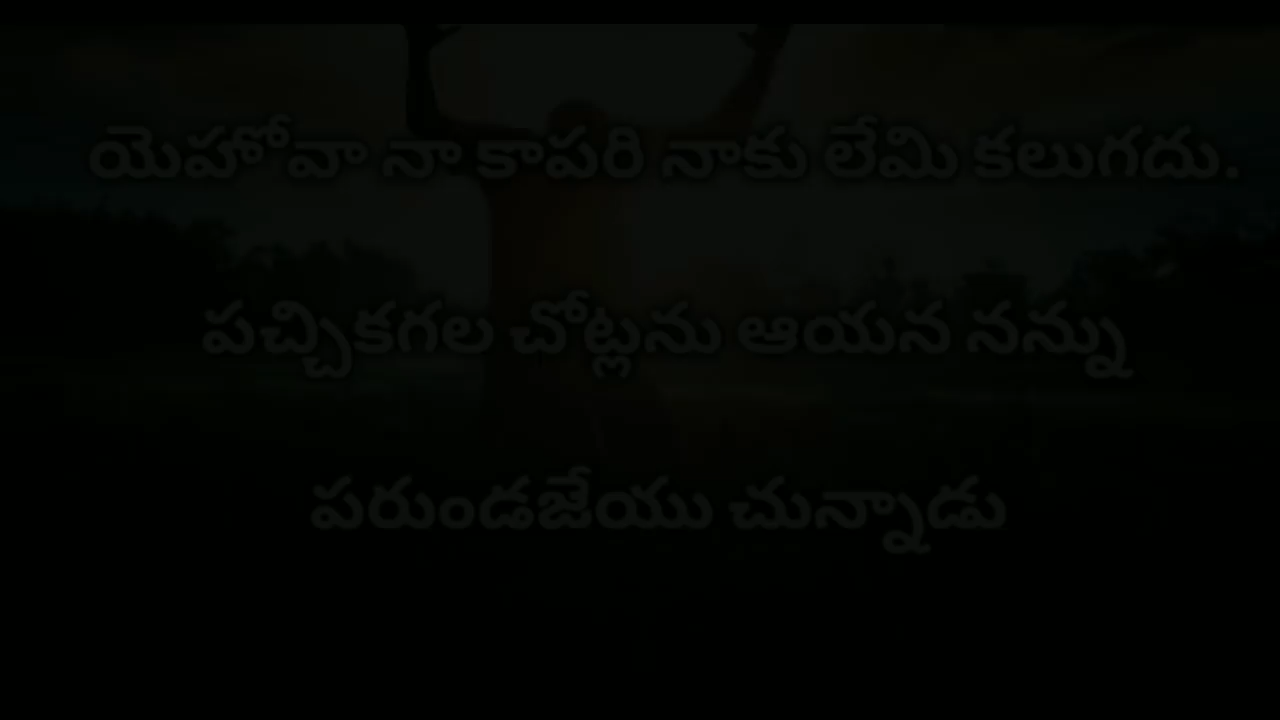 యెహోవా నా కాపరి నాకు లేమి కలుగదు.
పచ్చికగల చోట్లను ఆయన నన్ను
పరుండజేయు చున్నాడు